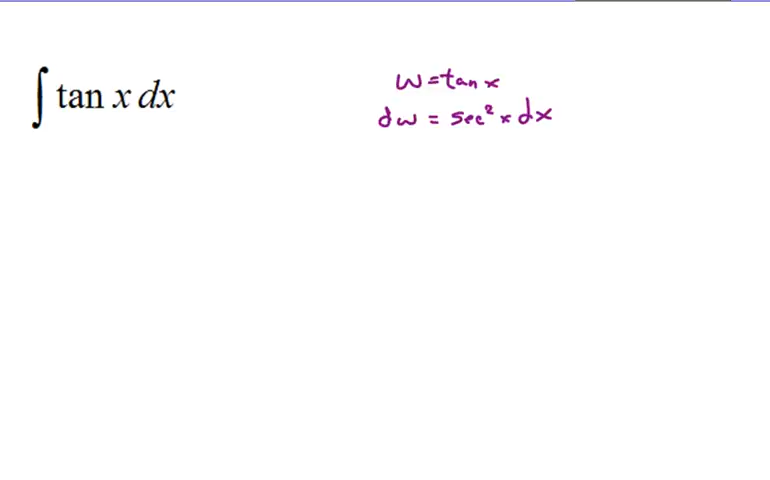 ∫ tan x dx
w = tan x
dw = sec² x dx